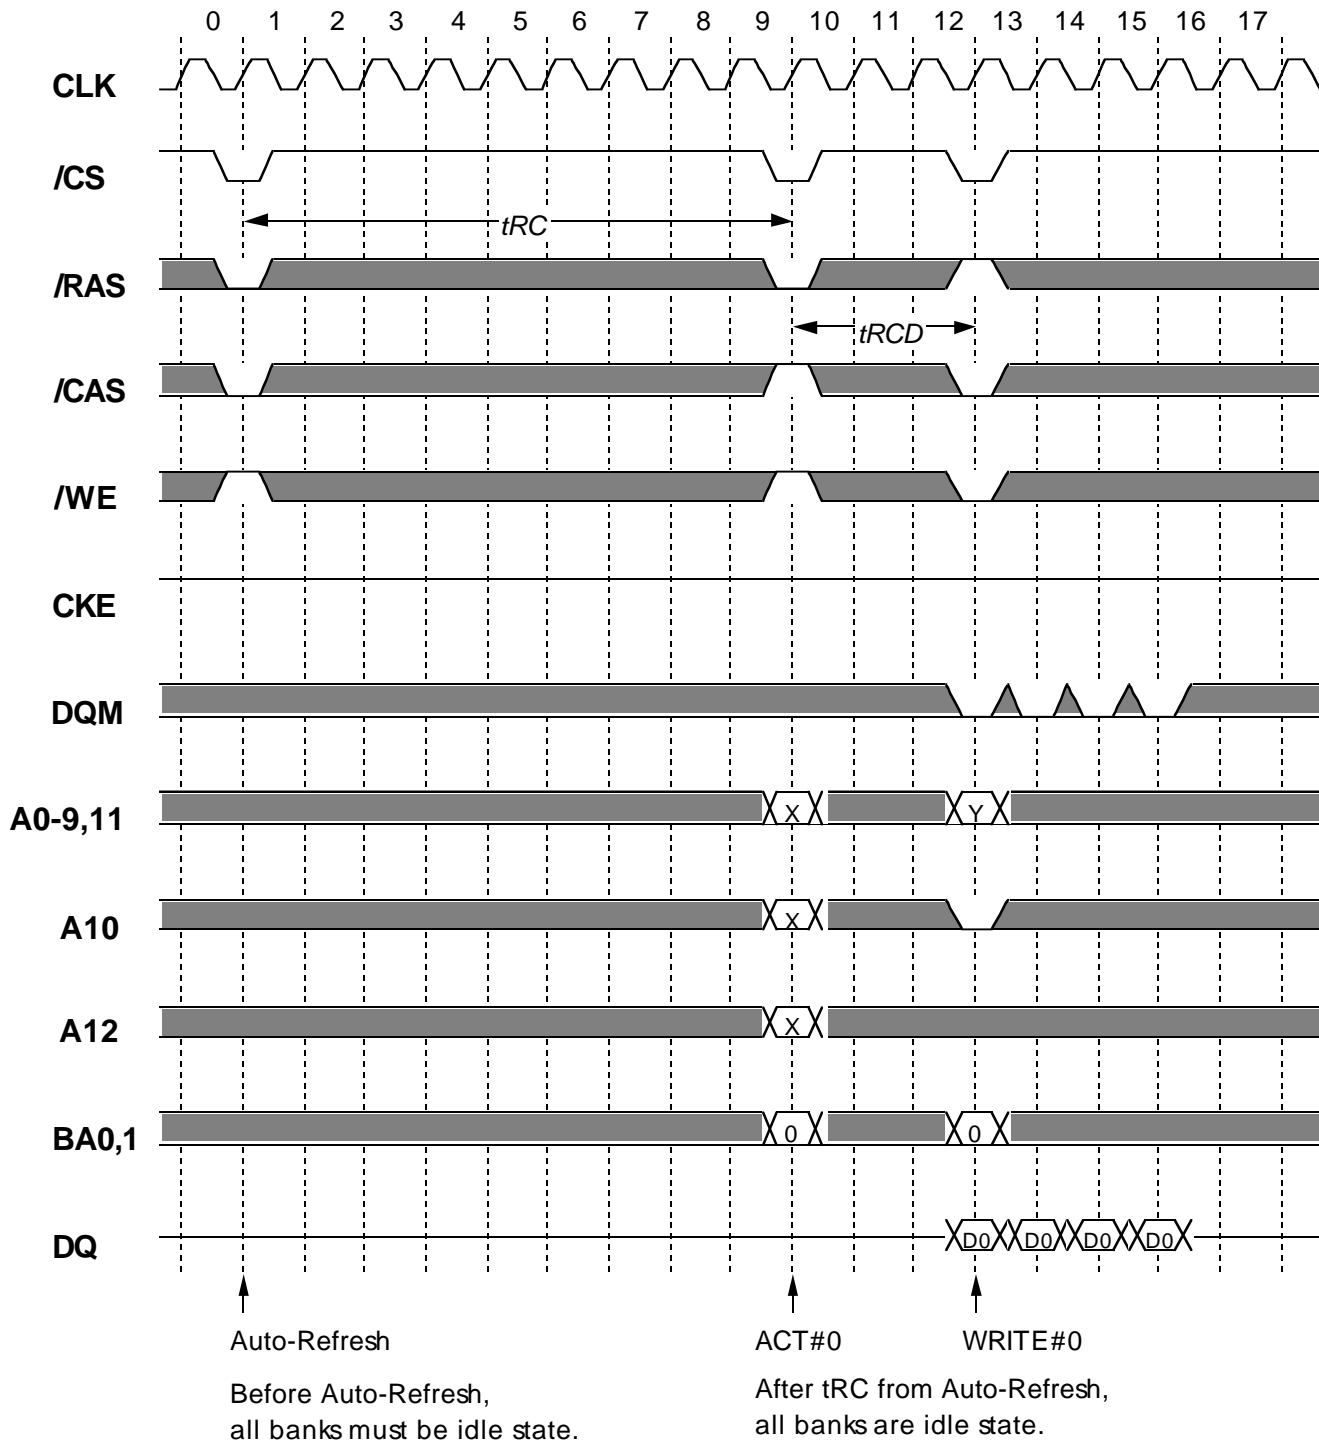 0 1 2 3 4 5 6 7 8 9 10 11 12 13 14 15 16 17
CLK
/CS
tRC
/RAS
tRCD
/CAS
/WE
CKE
DQM
A0-9,11 X Y
A10 X
A12 X
BA0,1 0 0
DQ D0 D0 D0 D0
Auto-Refresh ACT#0 WRITE#0
Before Auto-Refresh,
all banks must be idle state.
After tRC from Auto-Refresh,
all banks are idle state.